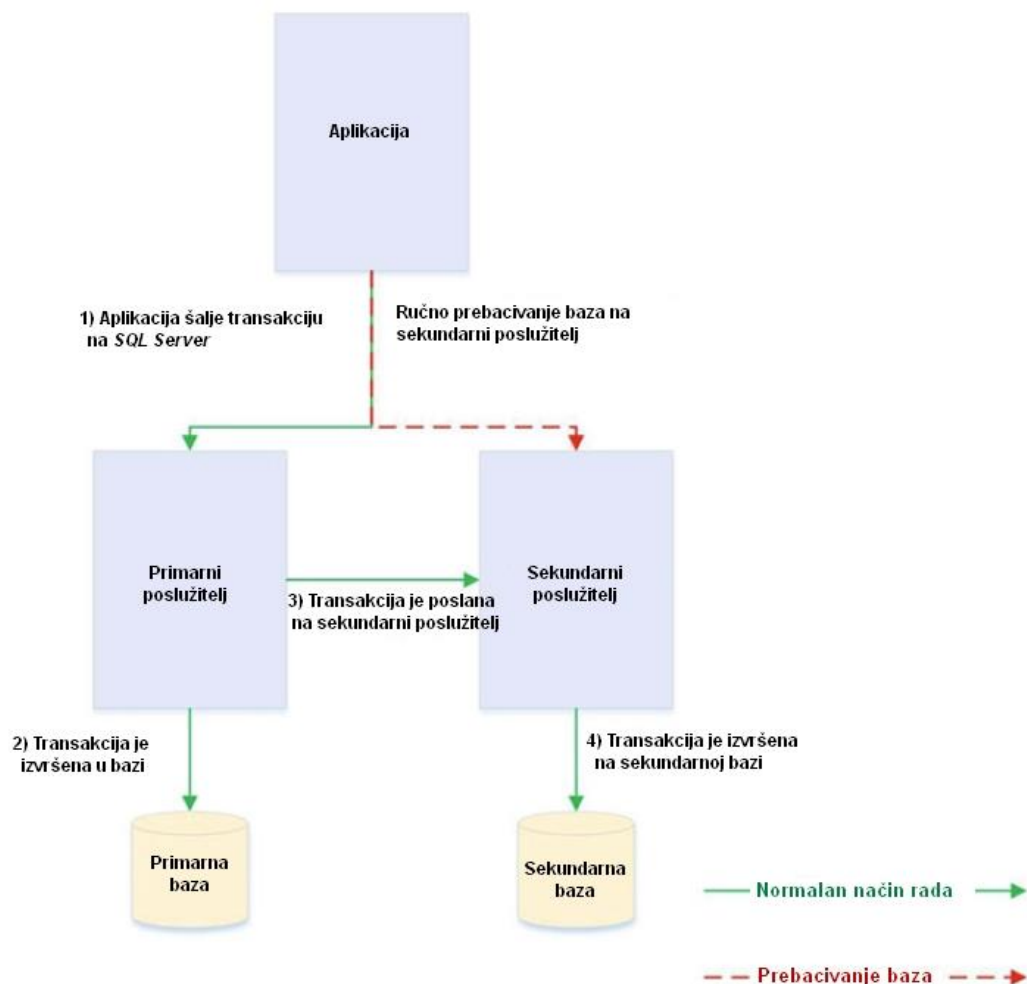 Aplikacija
1) Aplikacija šalje transakciju
na SQL Server
Ručno prebacivanje baza na
sekundarni poslužitelj
Primarni
poslužitelj
Sekundarni
poslužitelj
3) Transakcija je poslana
na sekundarni poslužitelj
2) Transakcija je
izvršena u bazi
4) Transakcija je izvršena
na sekundarnoj bazi
Primarna
baza
Sekundarna
baza
Normalan način rada
Prebacivanje baza